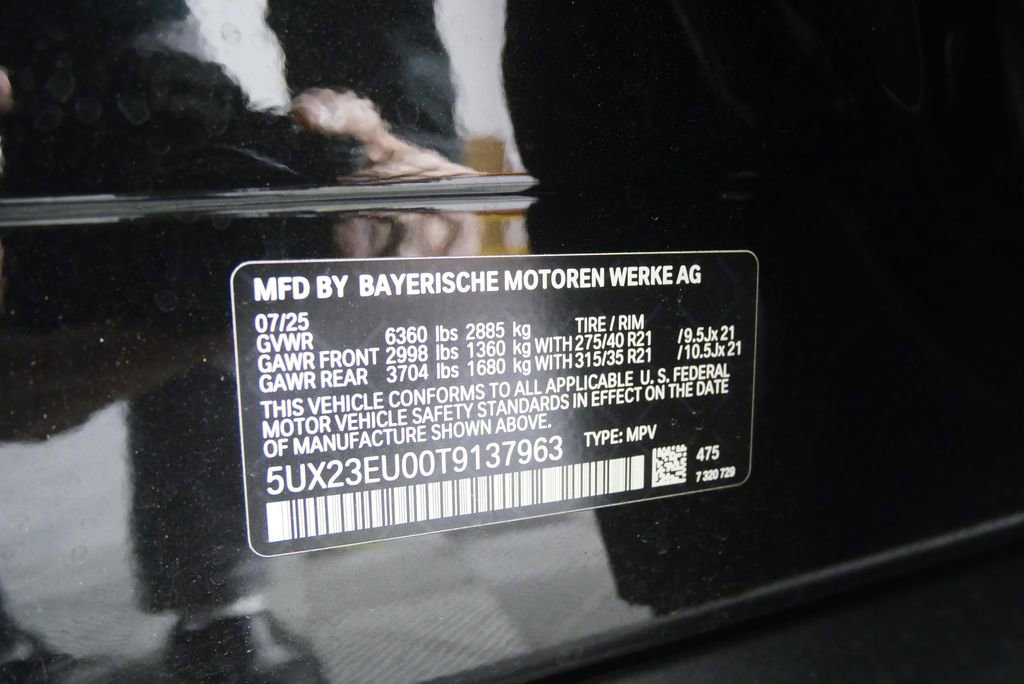 MFD BY BAYERISCHE MOTOREN WERKE AG
07/25 TIRE / RIM
GVWR 6360 lbs 2885 kg
GAWR FRONT 2998 lbs 1360 kg WITH 275/40 R21 /9.5Jx 21
GAWR REAR 3704 lbs 1680 kg WITH 315/35 R21 /10.5Jx 21
THIS VEHICLE CONFORMS TO ALL APPLICABLE U. S. FEDERAL
MOTOR VEHICLE SAFETY STANDARDS IN EFFECT ON THE DATE
OF MANUFACTURE SHOWN ABOVE.
5UX23EU00T9137963 TYPE: MPV
475
7 320 729